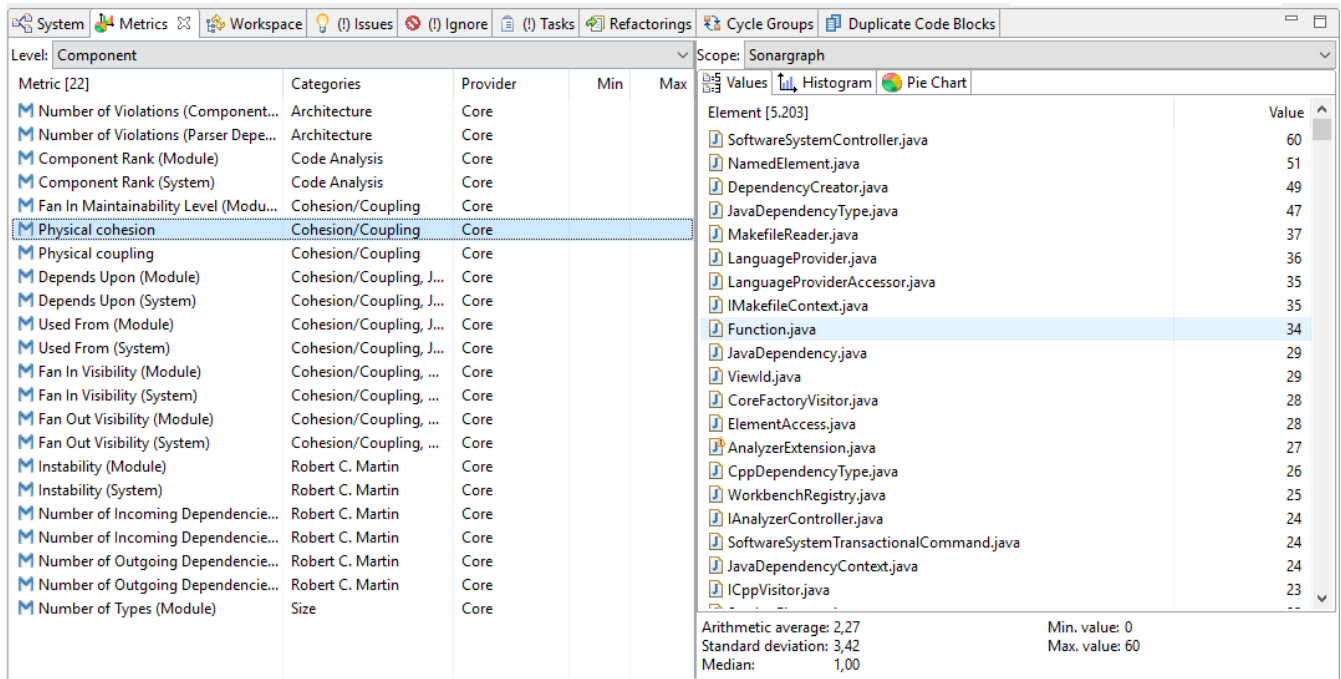 System Metrics Workspace (!) Issues (!) Ignore (!) Tasks Refactorings Cycle Groups Duplicate Code Blocks
Level: Component
Metric [22] Categories Provider Min Max
Number of Violations (Component... Architecture Core
Number of Violations (Parser Depe... Architecture Core
Component Rank (Module) Code Analysis Core
Component Rank (System) Code Analysis Core
Fan In Maintainability Level (Modu... Cohesion/Coupling Core
Physical cohesion Cohesion/Coupling Core
Physical coupling Cohesion/Coupling Core
Depends Upon (Module) Cohesion/Coupling, J... Core
Depends Upon (System) Cohesion/Coupling, J... Core
Used From (Module) Cohesion/Coupling, J... Core
Used From (System) Cohesion/Coupling, J... Core
Fan In Visibility (Module) Cohesion/Coupling, ... Core
Fan In Visibility (System) Cohesion/Coupling, ... Core
Fan Out Visibility (Module) Cohesion/Coupling, ... Core
Fan Out Visibility (System) Cohesion/Coupling, ... Core
Instability (Module) Robert C. Martin Core
Instability (System) Robert C. Martin Core
Number of Incoming Dependencie... Robert C. Martin Core
Number of Incoming Dependencie... Robert C. Martin Core
Number of Outgoing Dependencie... Robert C. Martin Core
Number of Outgoing Dependencie... Robert C. Martin Core
Number of Types (Module) Size Core
Scope: Sonargraph
Values Histogram Pie Chart
Element [5.203] Value
SoftwareSystemController.java 60
NamedElement.java 51
DependencyCreator.java 49
JavaDependencyType.java 47
MakefileReader.java 37
LanguageProvider.java 36
LanguageProviderAccessor.java 35
IMakefileContext.java 35
Function.java 34
JavaDependency.java 29
ViewId.java 29
CoreFactoryVisitor.java 28
ElementAccess.java 28
AnalyzerExtension.java 27
CppDependencyType.java 26
WorkbenchRegistry.java 25
IAnalyzerController.java 24
SoftwareSystemTransactionalCommand.java 24
JavaDependencyContext.java 24
ICppVisitor.java 23
Arithmetic average: 2,27 Min. value: 0
Standard deviation: 3,42 Max. value: 60
Median: 1,00